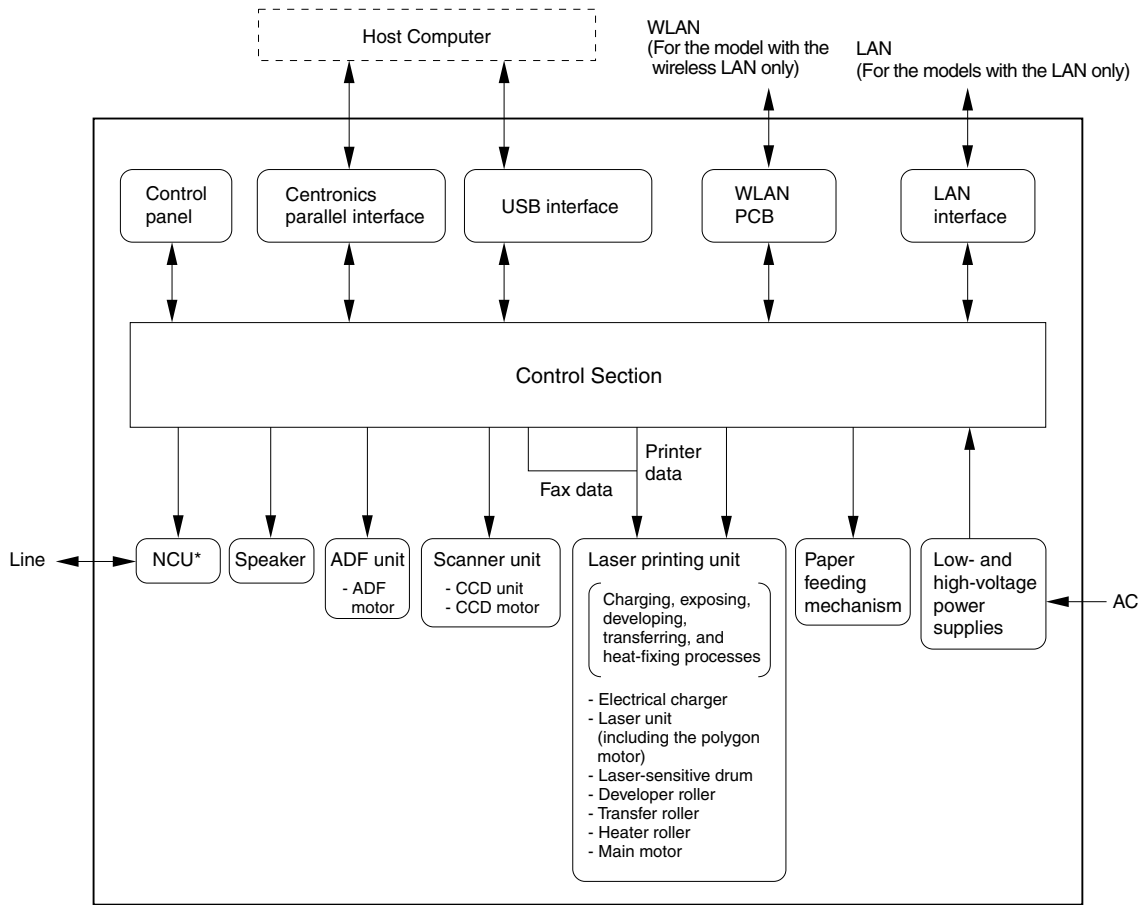 Host Computer
WLAN
(For the model with the
wireless LAN only)
LAN
(For the models with the LAN only)
Control
panel
Centronics
parallel interface
USB interface
WLAN
PCB
LAN
interface
Control Section
Printer
data
Fax data
Line
NCU*
Speaker
ADF unit
- ADF
motor
Scanner unit
- CCD unit
- CCD motor
Laser printing unit
Charging, exposing,
developing,
transferring, and
heat-fixing processes
- Electrical charger
- Laser unit
(including the polygon
motor)
- Laser-sensitive drum
- Developer roller
- Transfer roller
- Heater roller
- Main motor
Paper
feeding
mechanism
Low- and
high-voltage
power
supplies
AC